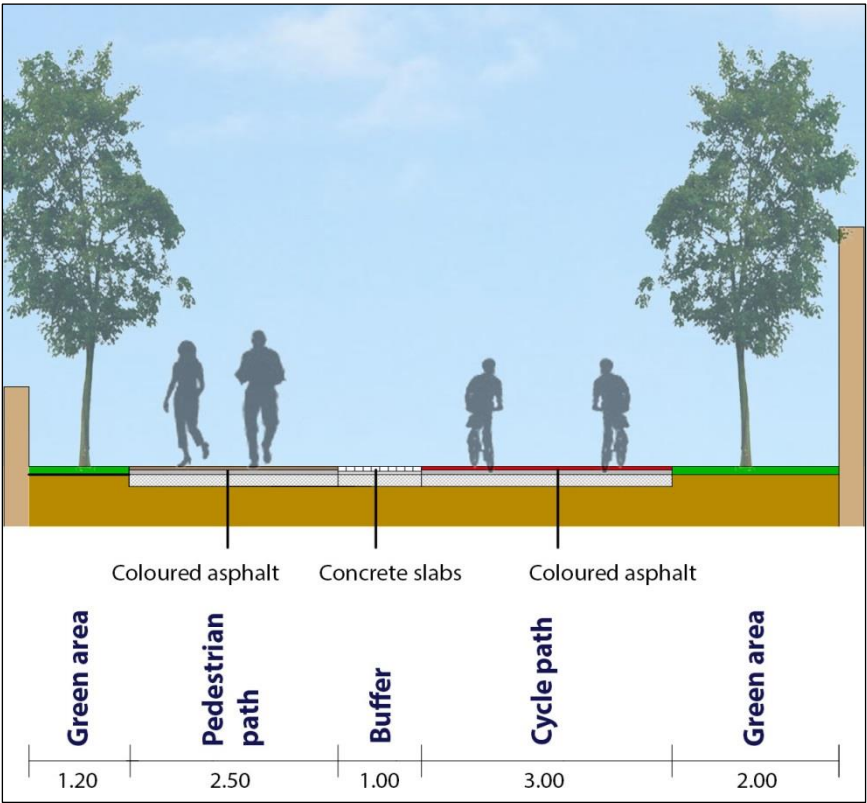 Coloured asphalt
Concrete slabs
Coloured asphalt
Green area
Pedestrian
path
Buffer
Cycle path
Green area
1.20
2.50
1.00
3.00
2.00